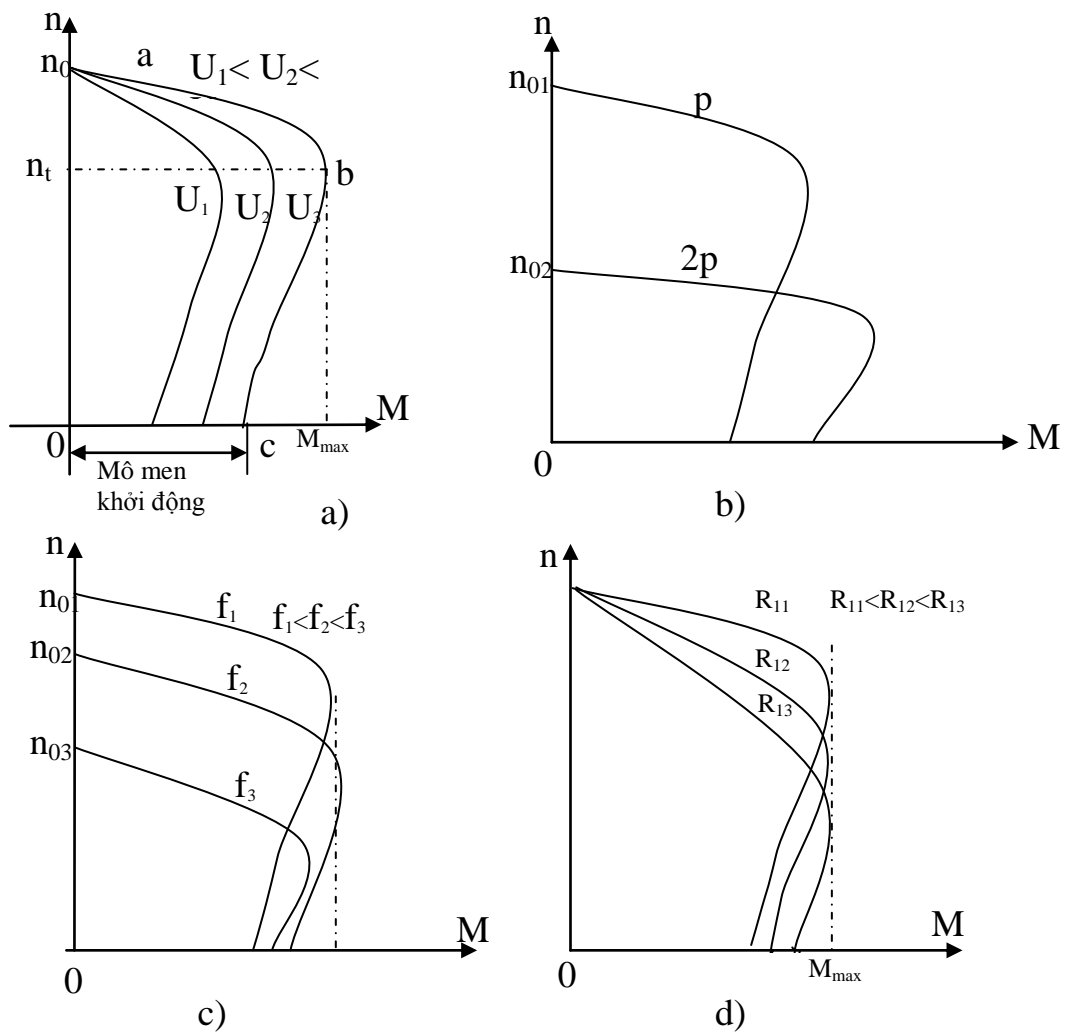 n
n₀
a
U₁< U₂<
nₜ
b
U₁
U₂
U₃
M
0
c
Mₘₐₓ
Mô men
khởi động
a)
n
n₀₁
p
n₀₂
2p
M
0
b)
n
n₀₁
f₁
f₁<f₂<f₃
n₀₂
f₂
n₀₃
f₃
M
0
c)
n
R₁₁
R₁₁<R₁₂<R₁₃
R₁₂
R₁₃
M
0
Mₘₐₓ
d)